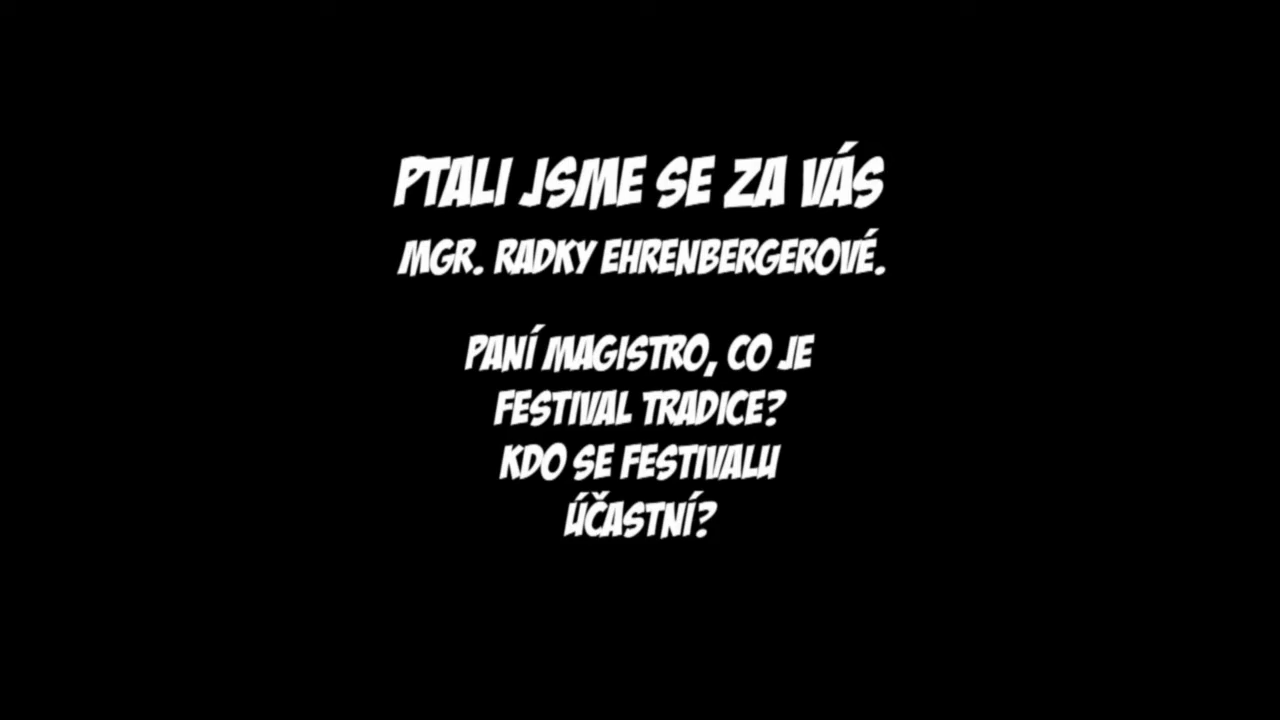 PTALI JSME SE ZA VÁS
MGR. RADKY EHRENBERGEROVÉ.
PANÍ MAGISTRO, CO JE
FESTIVAL TRADICE?
KDO SE FESTIVALU
ÚČASTNÍ?